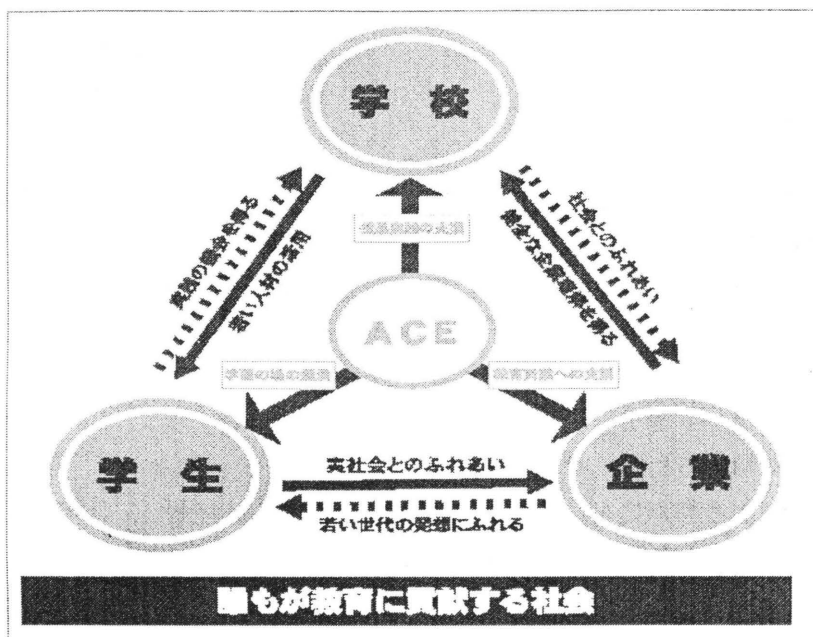 学 校
実践の機会を得る
若い人材の活用
社会とのふれあい
ACE
学 生
企 業
実社会とのふれあい
若い世代の発想にふれる
誰もが教育に貢献する社会